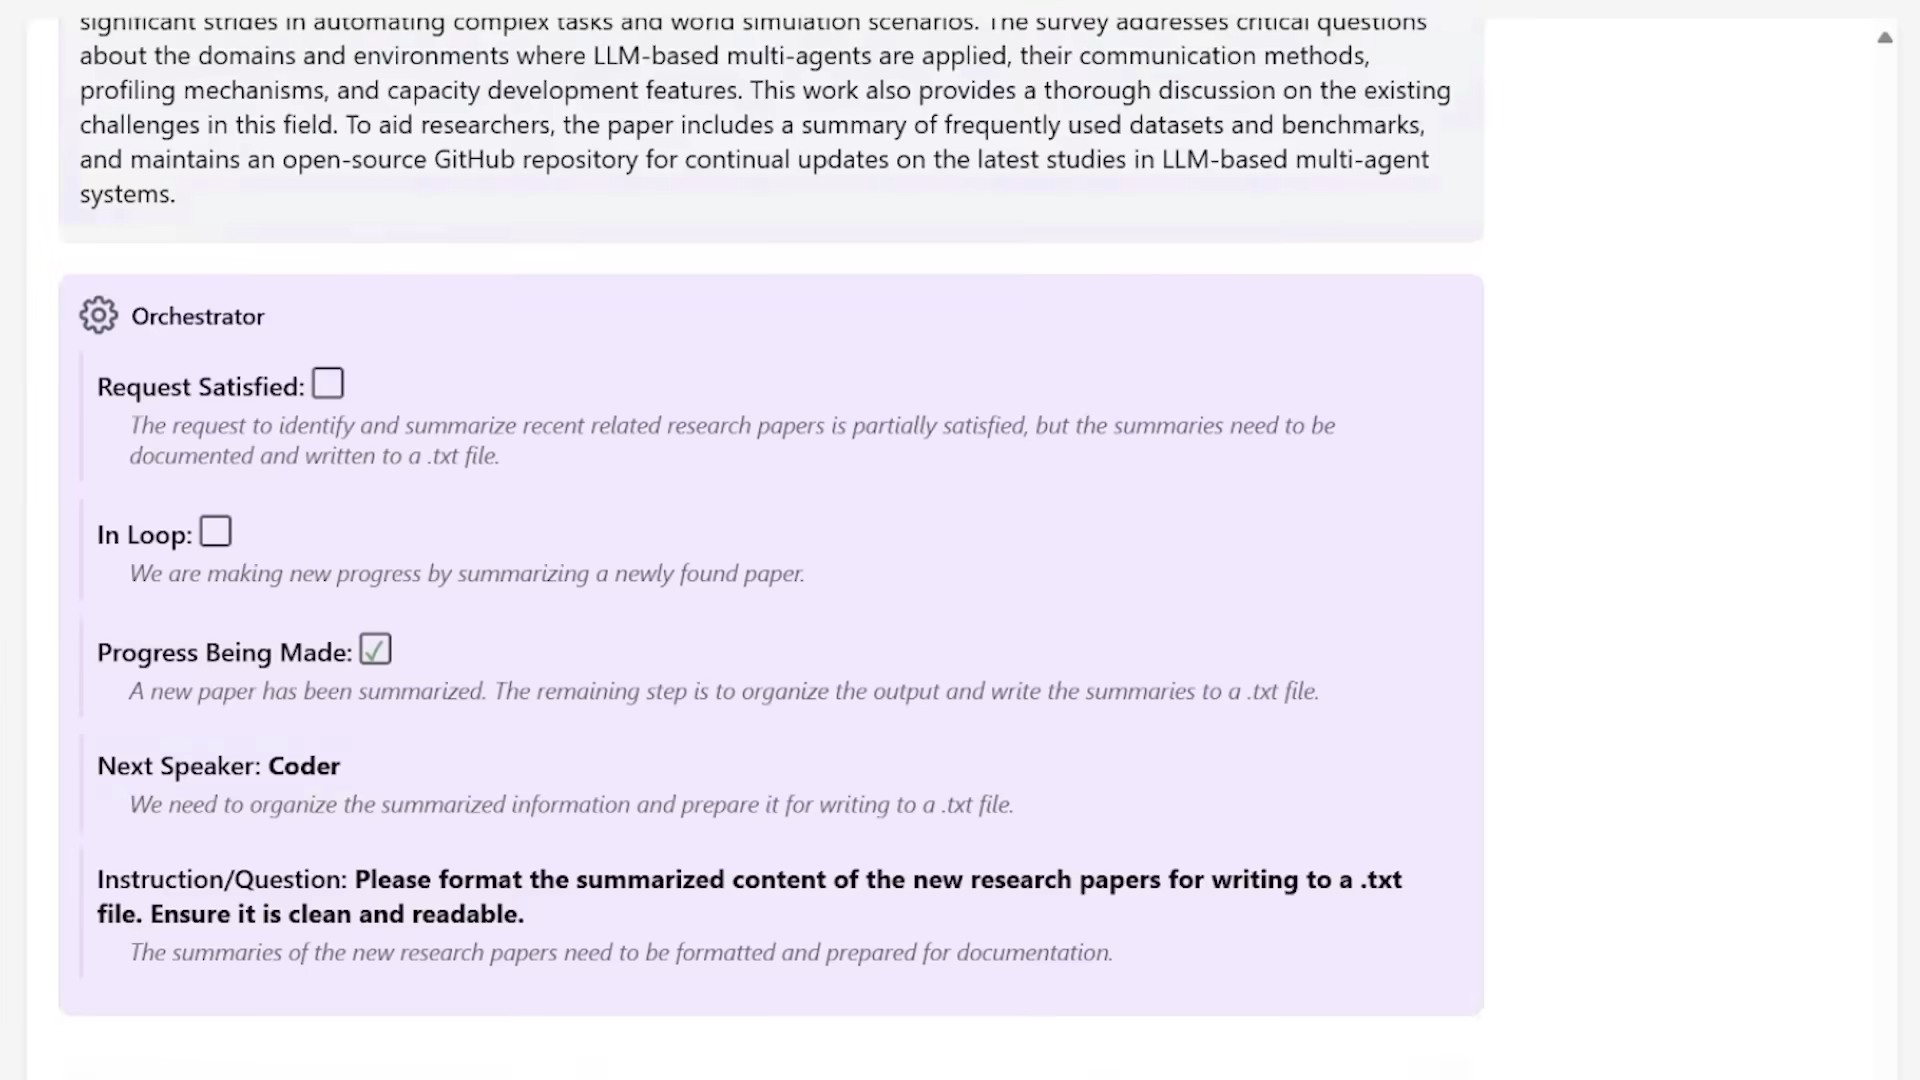 significant strides in automating complex tasks and world simulation scenarios. The survey addresses critical questions
about the domains and environments where LLM-based multi-agents are applied, their communication methods,
profiling mechanisms, and capacity development features. This work also provides a thorough discussion on the existing
challenges in this field. To aid researchers, the paper includes a summary of frequently used datasets and benchmarks,
and maintains an open-source GitHub repository for continual updates on the latest studies in LLM-based multi-agent
systems.
Orchestrator
Request Satisfied:
The request to identify and summarize recent related research papers is partially satisfied, but the summaries need to be
documented and written to a .txt file.
In Loop:
We are making new progress by summarizing a newly found paper.
Progress Being Made:
A new paper has been summarized. The remaining step is to organize the output and write the summaries to a .txt file.
Next Speaker: Coder
We need to organize the summarized information and prepare it for writing to a .txt file.
Instruction/Question: Please format the summarized content of the new research papers for writing to a .txt
file. Ensure it is clean and readable.
The summaries of the new research papers need to be formatted and prepared for documentation.